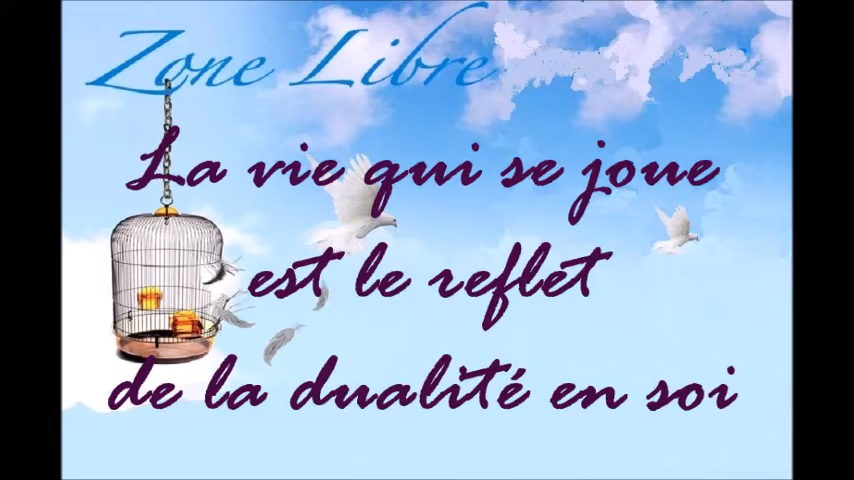 Zone Libre
La vie qui se joue
est le reflet
de la dualité en soi